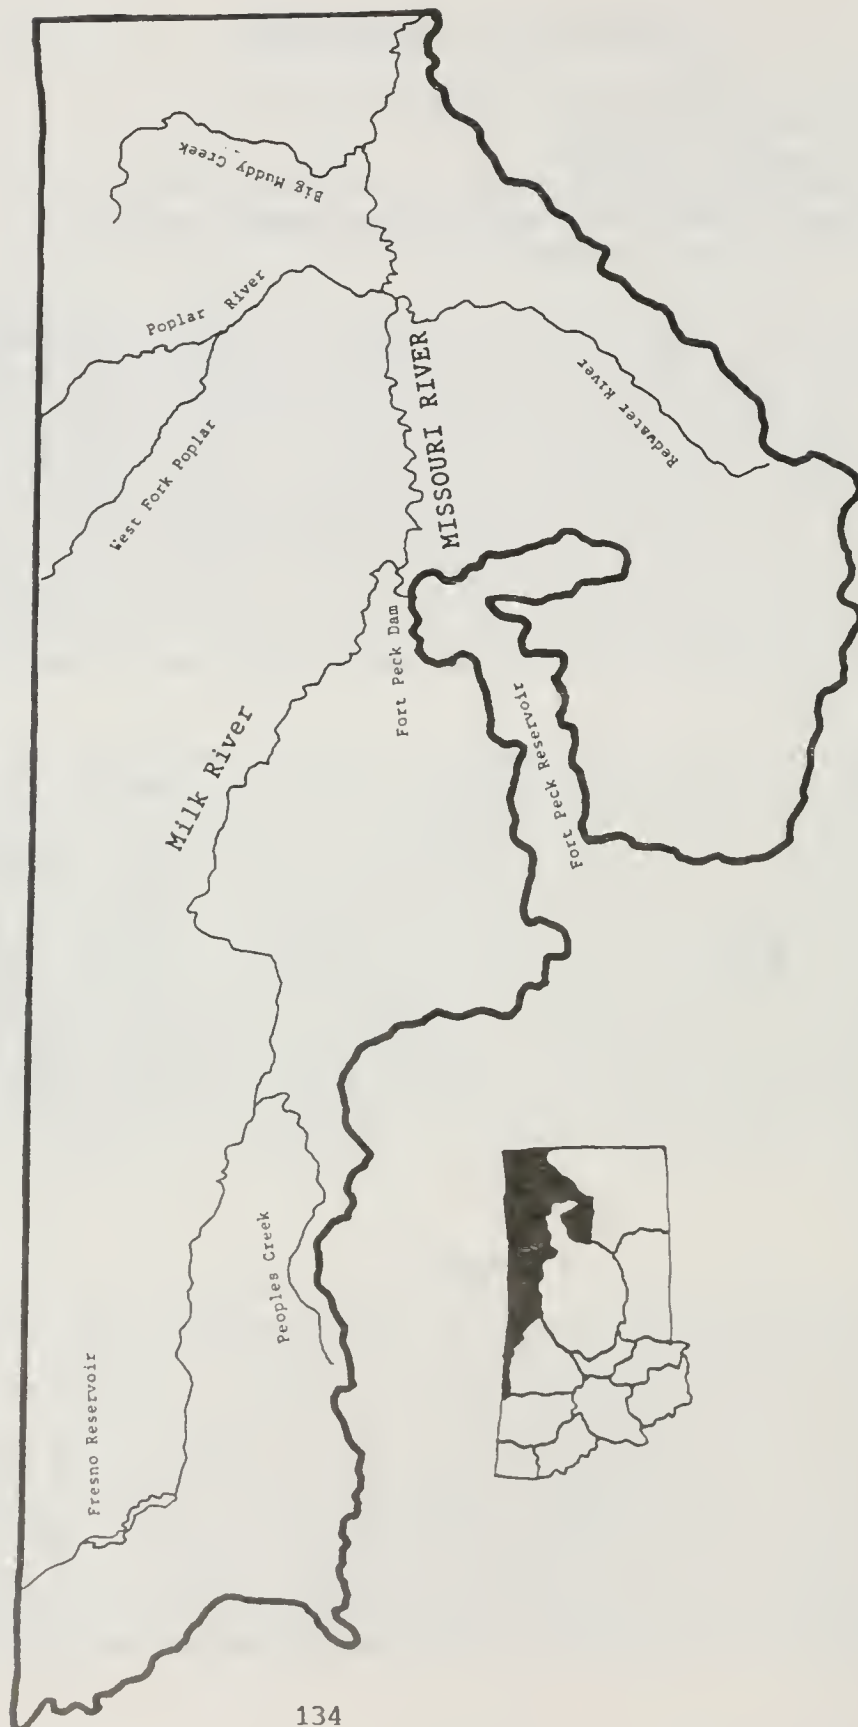 Big Muddy Creek
Poplar River
West Fork Poplar
MISSOURI RIVER
Redwater River
Fort Peck Dam
Fort Peck Reservoir
Milk River
Peoples Creek
Fresno Reservoir
134